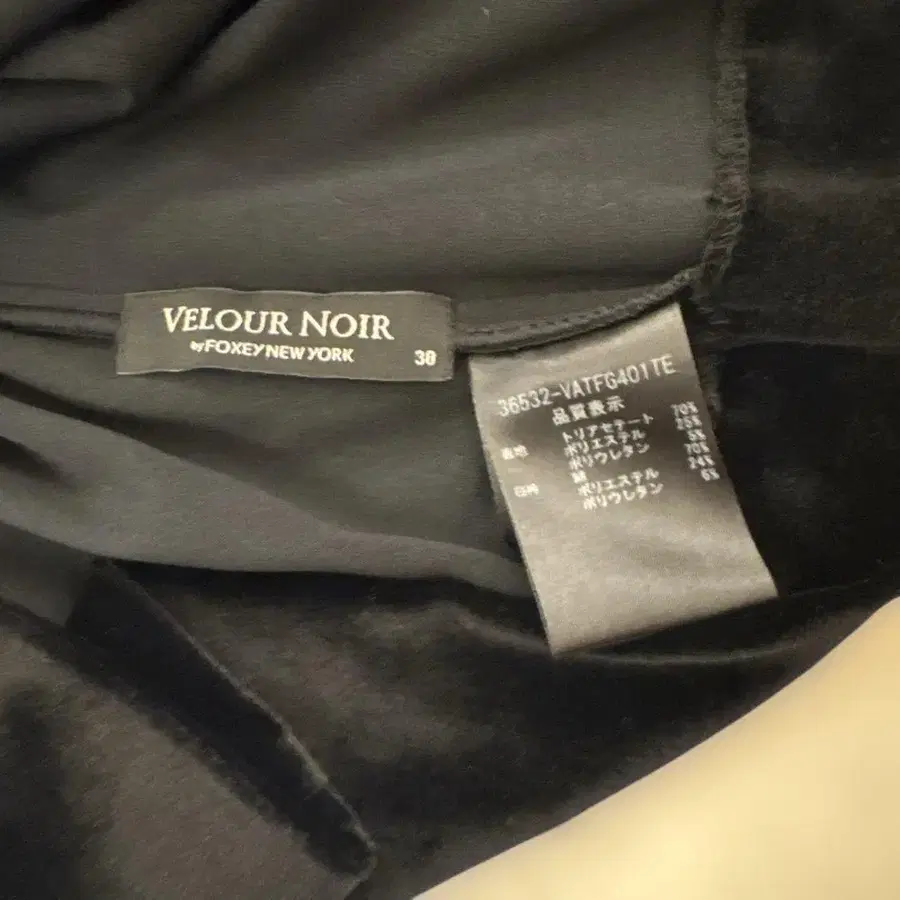 VELOUR NOIR
by FOXEY NEW YORK 38
36532-VATFG401TE
品質表示
表地 トリアセテート 70%
ポリエステル 25%
ポリウレタン 5%
綿 70%
ポリエステル 24%
ポリウレタン 6%